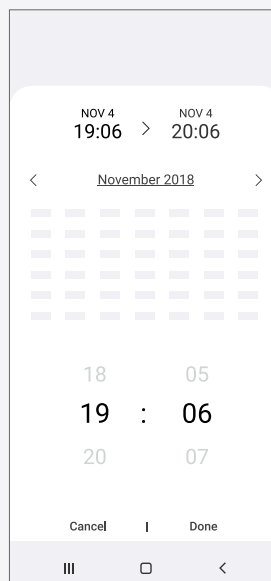 NOV 4 NOV 4
19:06 > 20:06
< November 2018 >
18 05
19 : 06
20 07
Cancel | Done